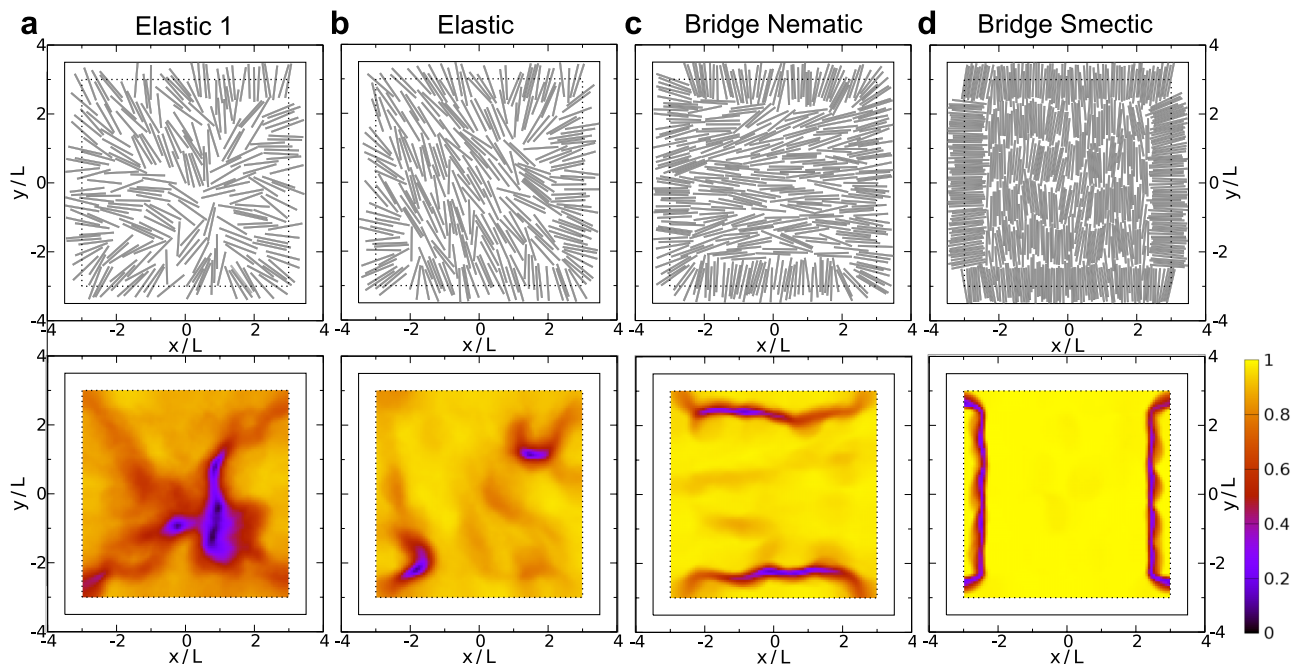 a Elastic 1 b Elastic c Bridge Nematic d Bridge Smectic
4 4
2 2
y/L 0 0 y/L
-2 -2
-4 -4
-4 -2 0 2 4 -4 -2 0 2 4 -4 -2 0 2 4 -4 -2 0 2 4
x/L x/L x/L x/L
4 4 1
2 2 0.8
y/L 0 0 y/L 0.6
0.4
-2 -2 0.2
-4 -4 0
-4 -2 0 2 4 -4 -2 0 2 4 -4 -2 0 2 4 -4 -2 0 2 4
x/L x/L x/L x/L